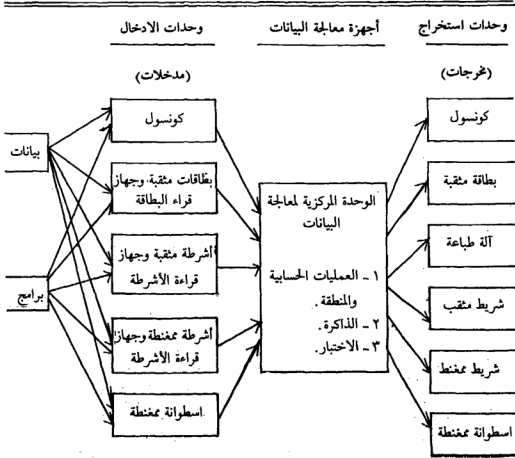 وحدات استخراج
أجهزة معالجة البيانات
وحدات الادخال
(مخرجات)
(مدخلات)
كونسول
بطاقة مثقبة
آلة طباعة
شريط مثقب
شريط ممغنط
اسطوانة ممغنطة
الوحدة المركزية لمعالجة
البيانات
١ ـ العمليات الحسابية
والمنطقة .
٢ ـ الذاكرة.
٣ ـ الاختبار.
كونسول
بطاقات مثقبة وجهاز
قراء البطاقة
أشرطة مثقبة وجهاز
قراءة الأشرطة
أشرطة ممغنطة وجهاز
قراءة الأشرطة
اسطوانة ممغنطة
بيانات
برامج